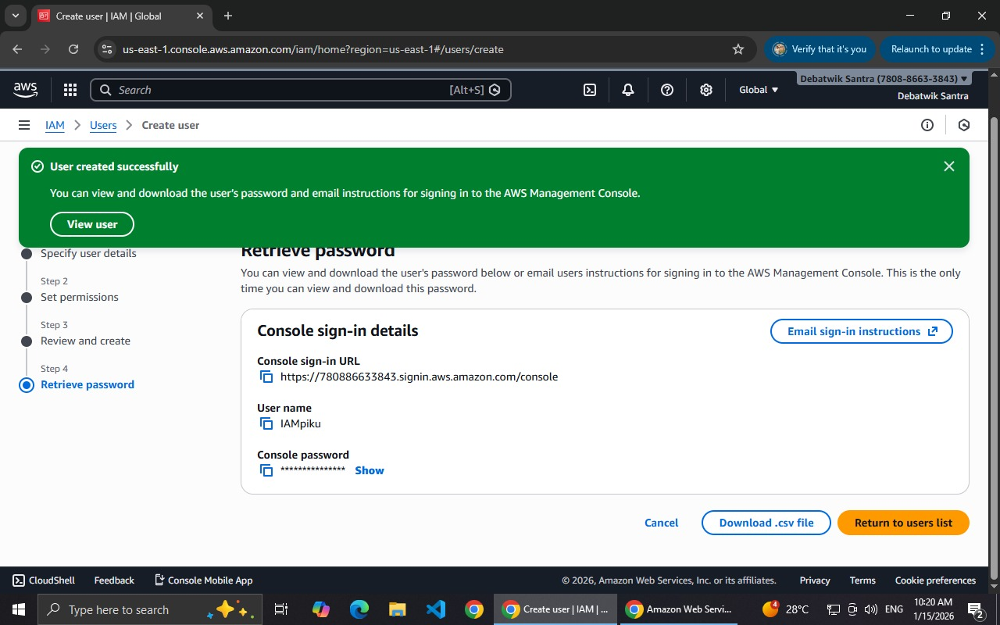 Create user | IAM | Global
us-east-1.console.aws.amazon.com/iam/home?region=us-east-1#/users/create
Verify that it's you
Relaunch to update
aws
Search
[Alt+S]
Global
Debatwik Santra (7808-8663-3843)
Debatwik Santra
IAM
Users
Create user
User created successfully
You can view and download the user's password and email instructions for signing in to the AWS Management Console.
View user
Specify user details
Step 2
Set permissions
Step 3
Review and create
Step 4
Retrieve password
Retrieve password
You can view and download the user's password below or email users instructions for signing in to the AWS Management Console. This is the only
time you can view and download this password.
Console sign-in details
Email sign-in instructions
Console sign-in URL
https://780886633843.signin.aws.amazon.com/console
User name
IAMpiku
Console password
*************** Show
Cancel
Download .csv file
Return to users list
CloudShell
Feedback
Console Mobile App
© 2026, Amazon Web Services, Inc. or its affiliates.
Privacy
Terms
Cookie preferences
Type here to search
Create user | IAM | ...
Amazon Web Servi...
4
28°C
ENG
10:20 AM
1/15/2026
2